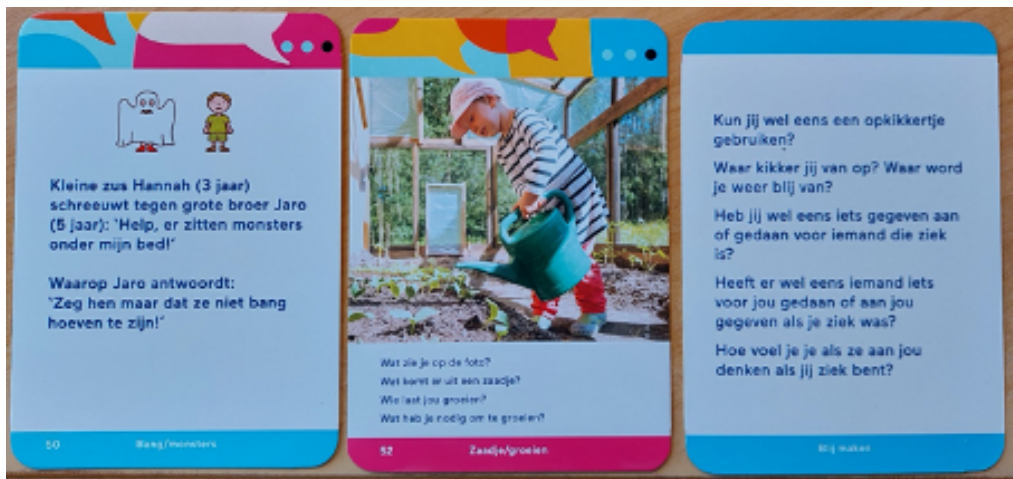 Kleine zus Hannah (3 jaar)
schreeuwt tegen grote broer Jaro
(5 jaar): 'Help, er zitten monsters
onder mijn bed!'
Waarop Jaro antwoordt:
'Zeg hen maar dat ze niet bang
hoeven te zijn!'
50 Bang/monsters
Wat zie je op de foto?
Wat komt er uit een zaadje?
Wie laat jou groeien?
Wat heb je nodig om te groeien?
52 Zaadje/groeien
Kun jij wel eens een opkikkertje
gebruiken?
Waar kikker jij van op? Waar word
je weer blij van?
Heb jij wel eens iets gegeven aan
of gedaan voor iemand die ziek
is?
Heeft er wel eens iemand iets
voor jou gedaan of aan jou
gegeven als je ziek was?
Hoe voel je je als ze aan jou
denken als jij ziek bent?
Blij maken